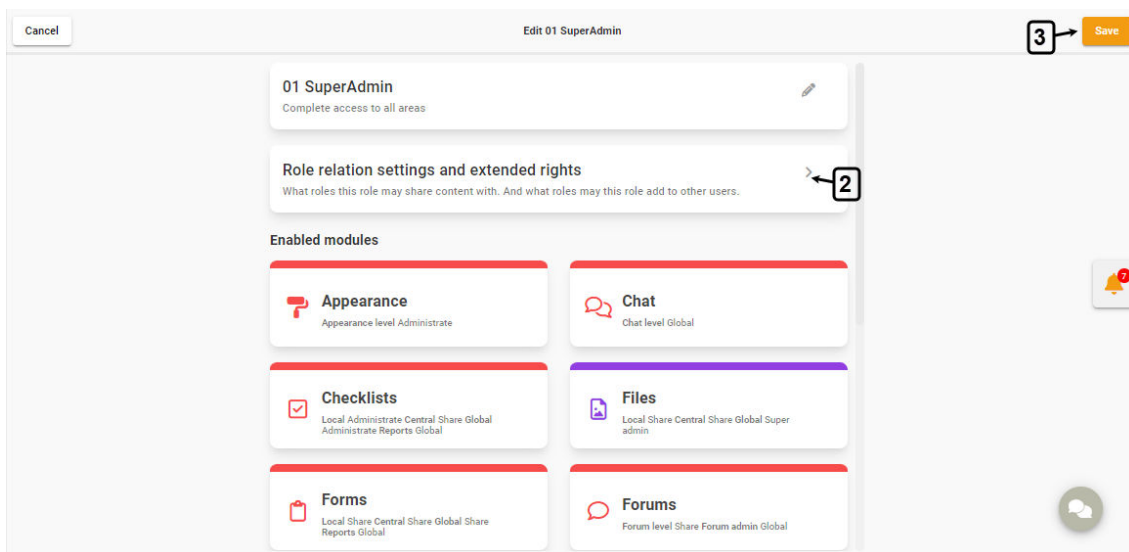 Cancel
Edit 01 SuperAdmin
3
Save
01 SuperAdmin
Complete access to all areas
Role relation settings and extended rights
What roles this role may share content with. And what roles may this role add to other users.
2
Enabled modules
Appearance
Appearance level Administrate
Chat
Chat level Global
7
Checklists
Local Administrate Central Share Global
Administrate Reports Global
Files
Local Share Central Share Global Super
admin
Forms
Local Share Central Share Global Share
Reports Global
Forums
Forum level Share Forum admin Global